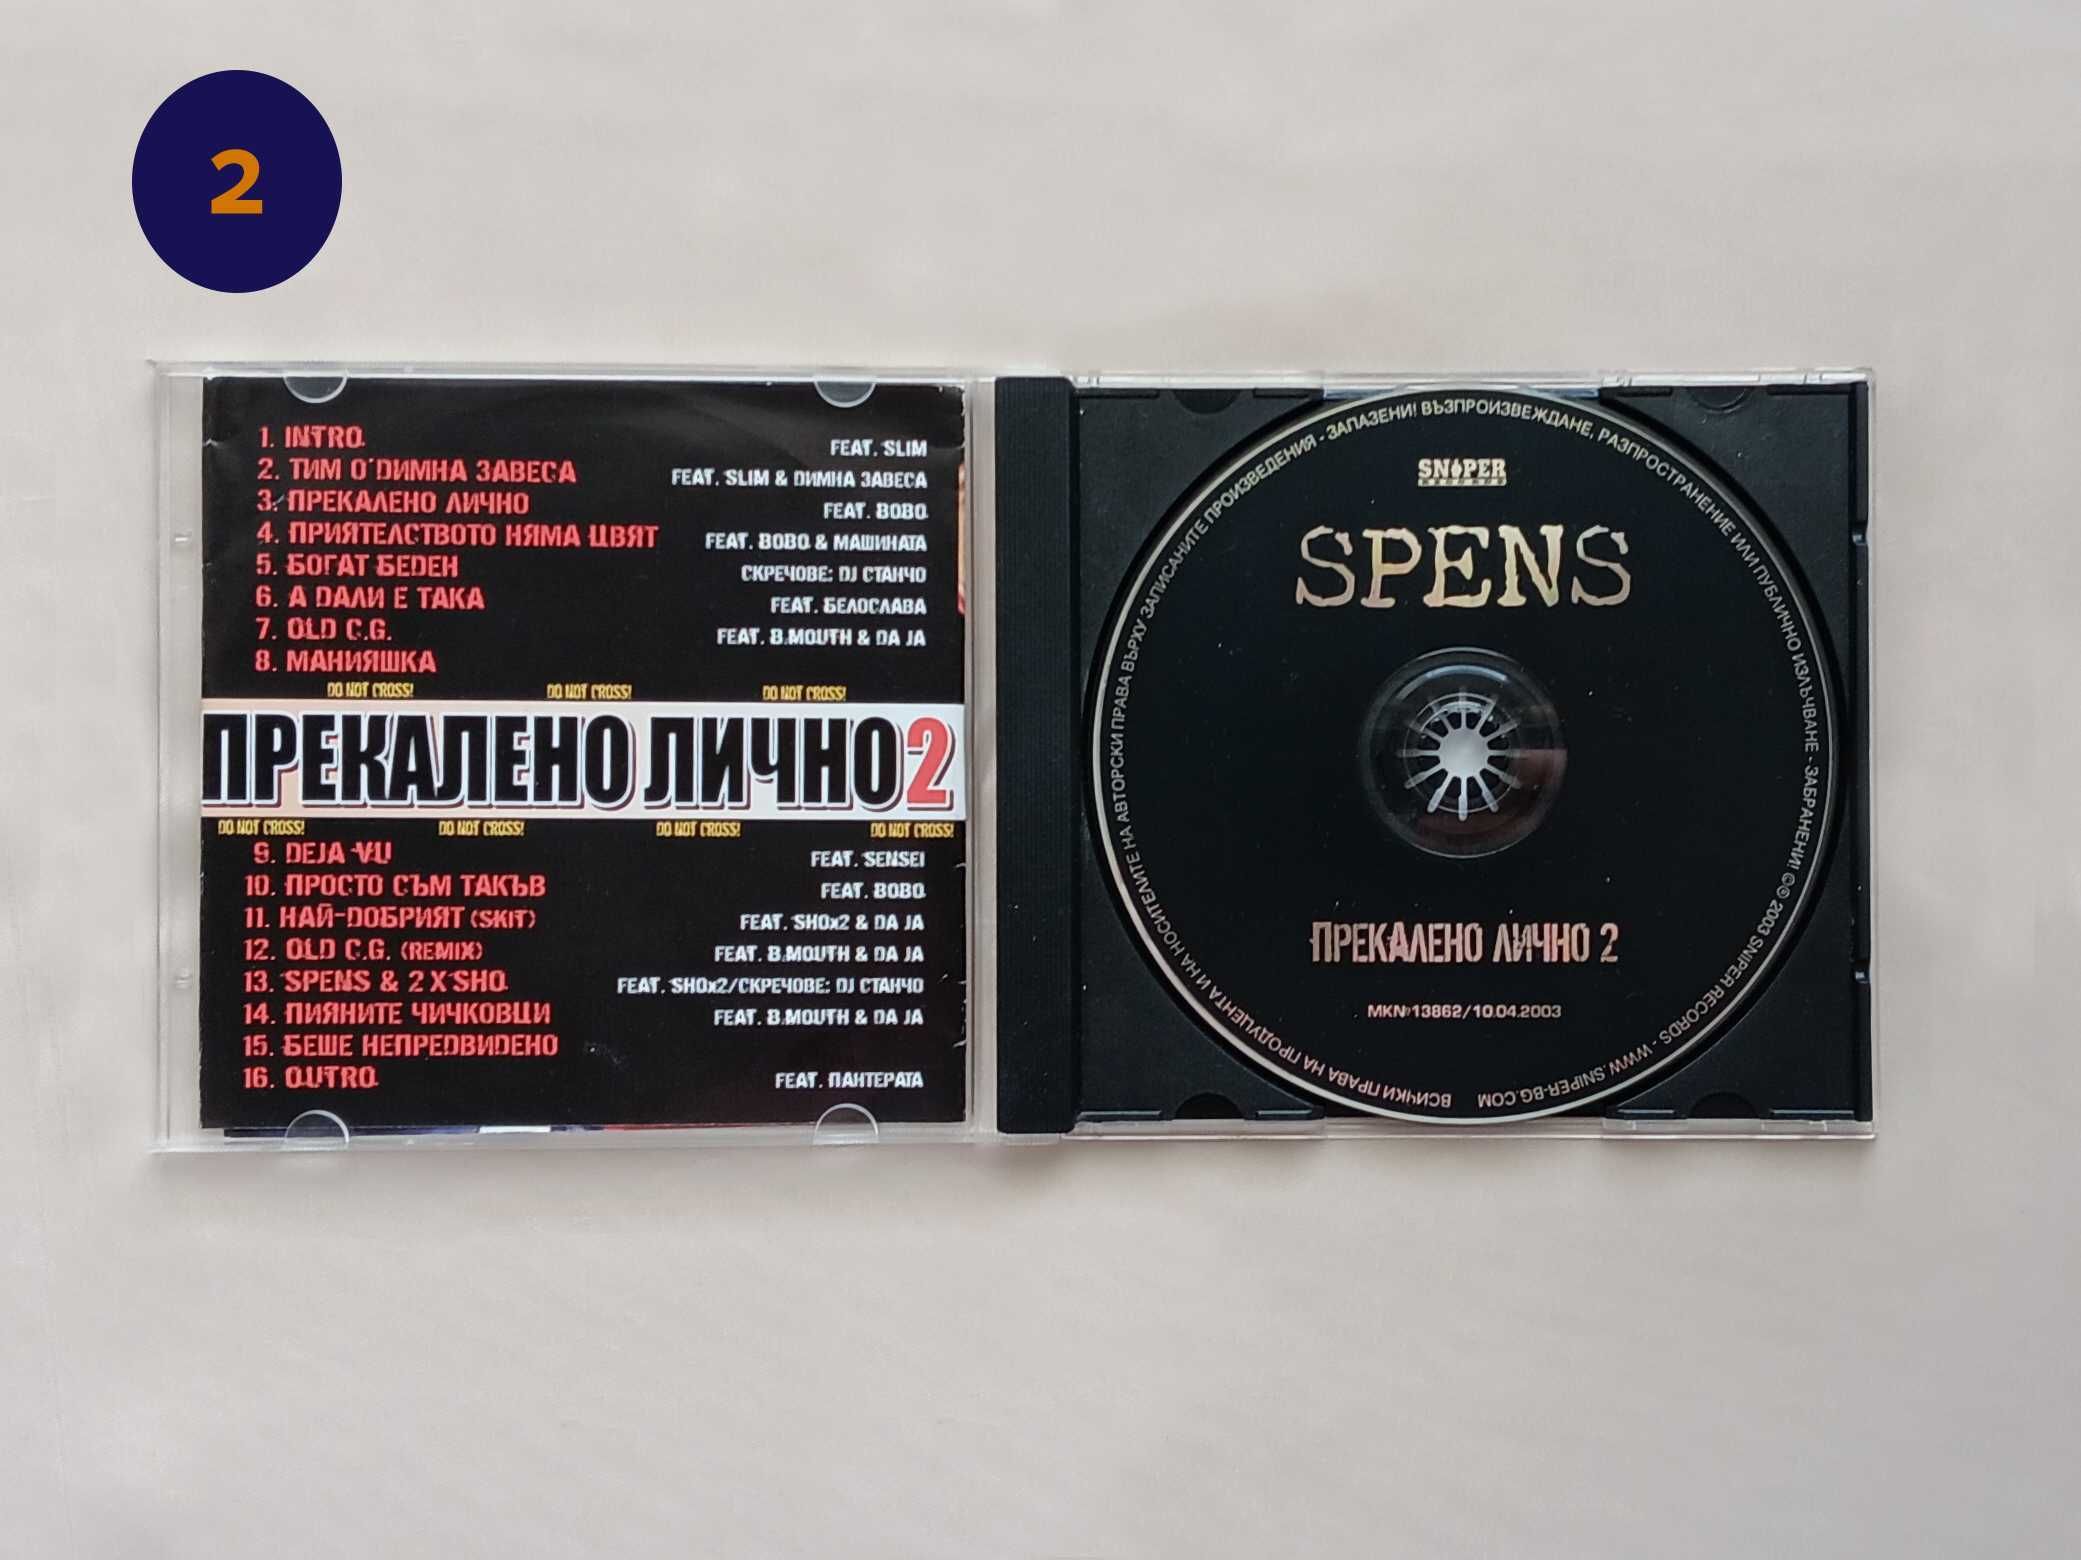 2
1. INTRO
FEAT. SLIM
2. ТИМ О'ДИМНА ЗАВЕСА
FEAT. SLIM & ДИМНА ЗАВЕСА
3. ПРЕКАЛЕНО ЛИЧНО
FEAT. BOBO
4. ПРИЯТЕЛСТВОТО НЯМА ЦВЯТ
FEAT. BOBO & МАШИНАТА
5. БОГАТ БЕДЕН
СКРЕЧОВЕ: DJ СТАНЧО
6. А ДАЛИ Е ТАКА
FEAT. БЕЛОСЛАВА
7. OLD C.G.
FEAT. B.MOUTH & DA JA
8. МАНИЯШКА
DO NOT CROSS! DO NOT CROSS! DO NOT CROSS!
ПРЕКАЛЕНО ЛИЧНО 2
DO NOT CROSS! DO NOT CROSS! DO NOT CROSS! DO NOT CROSS!
9. DEJA VU
FEAT. SENSEI
10. ПРОСТО СЪМ ТАКЪВ
FEAT. BOBO
11. НАЙ-ДОБРИЯТ (SKIT)
FEAT. SHOx2 & DA JA
12. OLD C.G. (REMIX)
FEAT. B.MOUTH & DA JA
13. SPENS & 2 X SHO
FEAT. SHOx2/СКРЕЧОВЕ: DJ СТАНЧО
14. ПИЯНИТЕ ЧИЧКОВЦИ
FEAT. B.MOUTH & DA JA
15. БЕШЕ НЕПРЕДВИДЕНО
16. OUTRO
FEAT. ПАНТЕРАТА
SNIPER
RECORDS
SPENS
ПРЕКАЛЕНО ЛИЧНО 2
MK№13862/10.04.2003
ВСИЧКИ ПРАВА НА ПРОДУЦЕНТА И НА НОСИТЕЛИТЕ НА АВТОРСКИ ПРАВА ВЪРХУ ЗАПИСАНИТЕ ПРОИЗВЕДЕНИЯ - ЗАПАЗЕНИ! ВЪЗПРОИЗВЕЖДАНЕ, РАЗПРОСТРАНЕНИЕ ИЛИ ПУБЛИЧНО ИЗЛЪЧВАНЕ - ЗАБРАНЕНИ! ©℗ 2003 SNIPER RECORDS - WWW.SNIPER-BG.COM